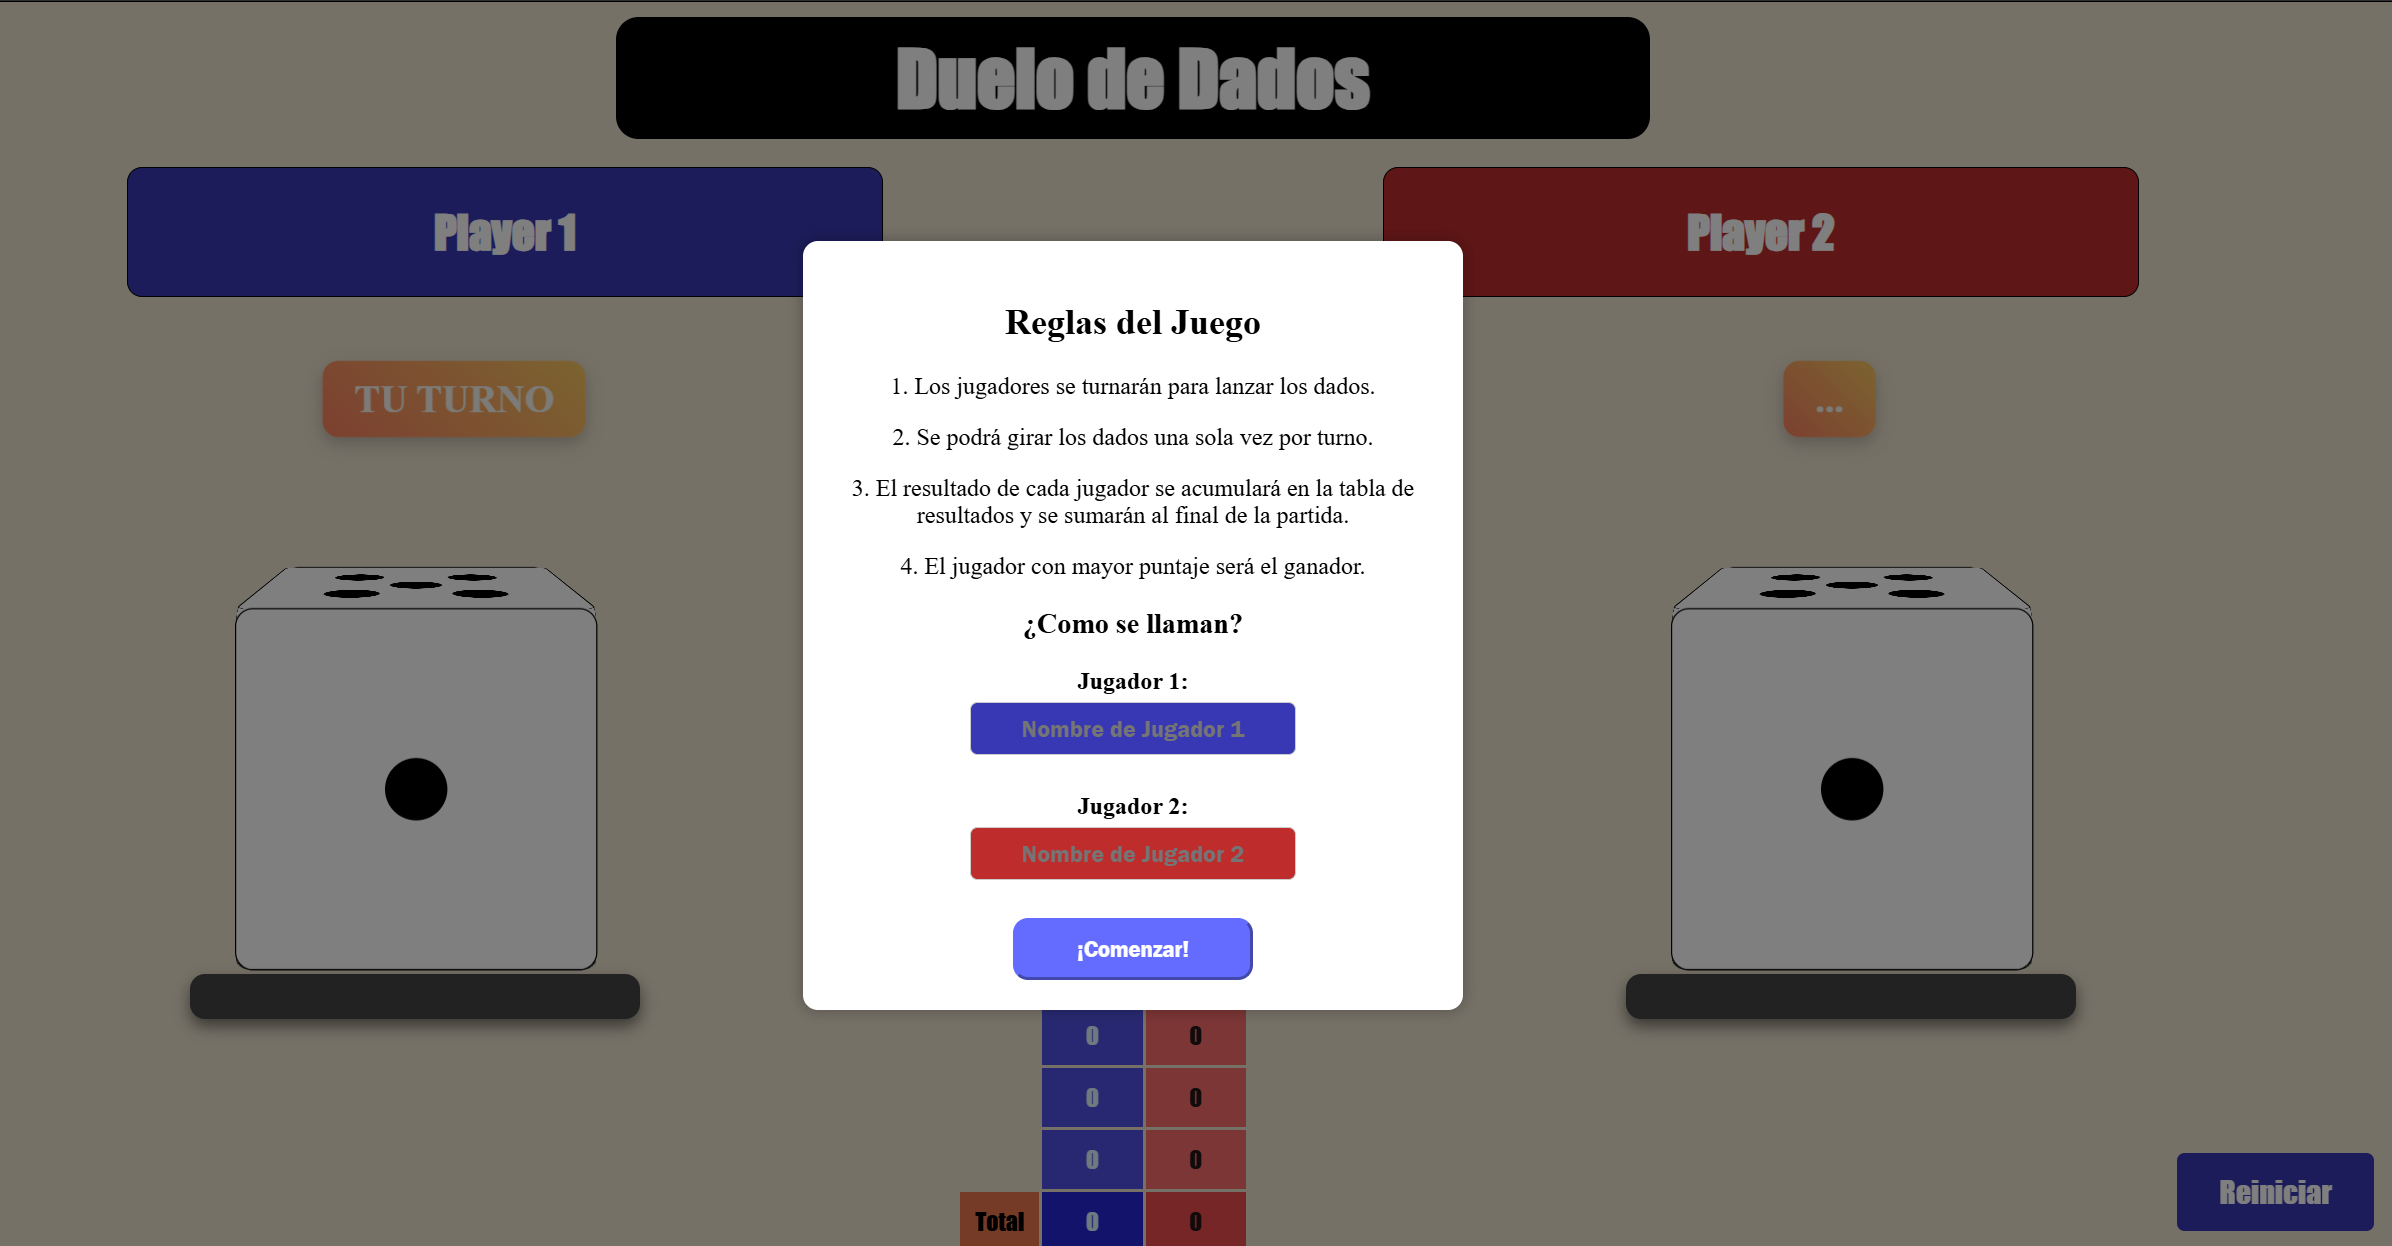 Duelo de Dados
Player 1
Player 2
TU TURNO
...
Reglas del Juego
1. Los jugadores se turnarán para lanzar los dados.
2. Se podrá girar los dados una sola vez por turno.
3. El resultado de cada jugador se acumulará en la tabla de
resultados y se sumarán al final de la partida.
4. El jugador con mayor puntaje será el ganador.
¿Como se llaman?
Jugador 1:
Nombre de Jugador 1
Jugador 2:
Nombre de Jugador 2
¡Comenzar!
0 0
0 0
0 0
Total 0 0
Reiniciar